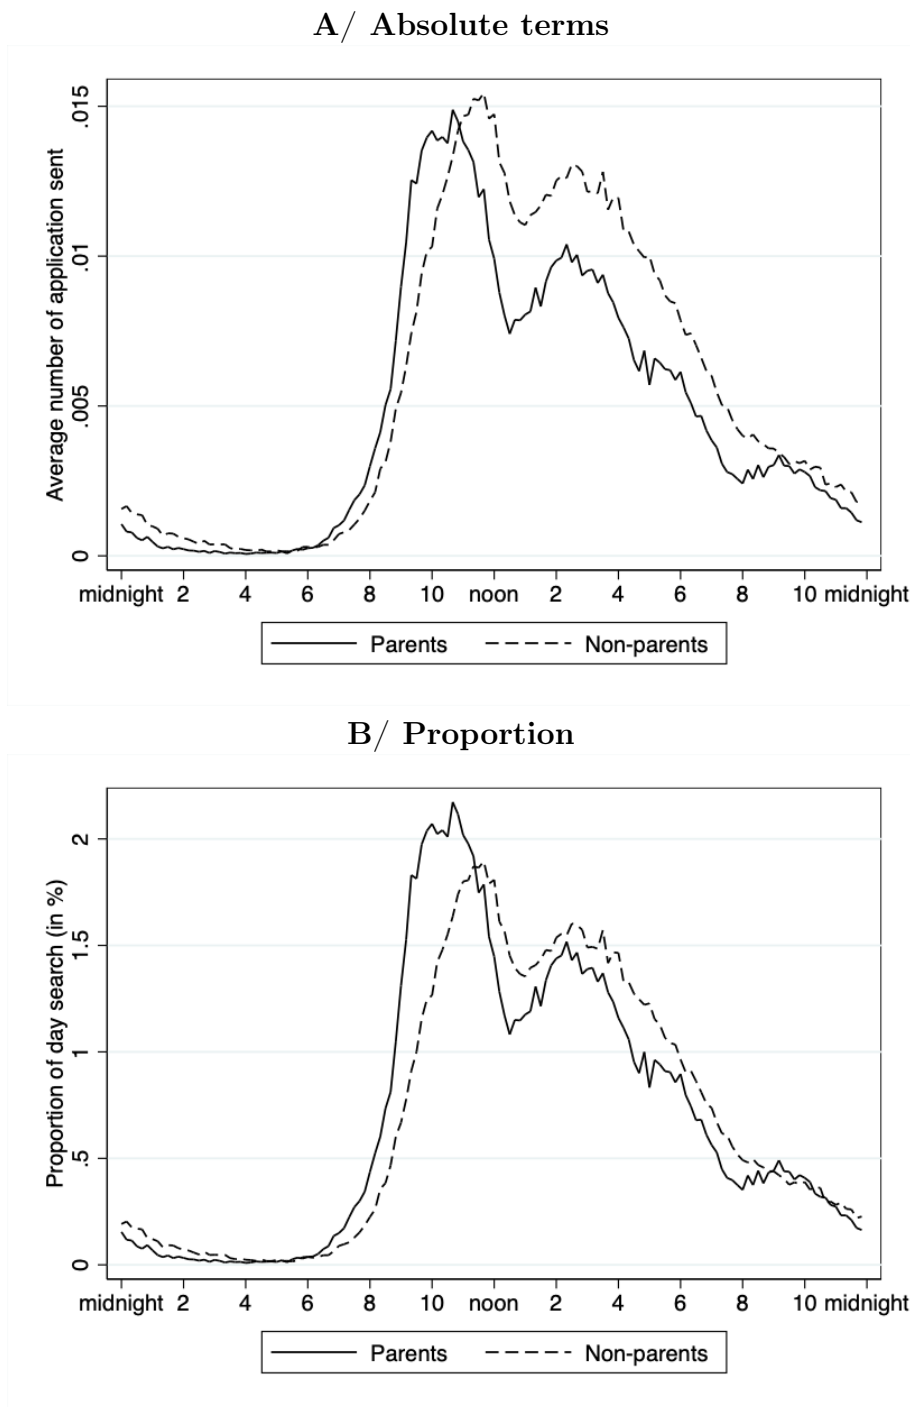 A/ Absolute terms
Average number of application sent
.015
.01
.005
0
midnight 2 4 6 8 10 noon 2 4 6 8 10 midnight
Parents Non-parents
B/ Proportion
Proportion of day search (in %)
2
1.5
1
.5
0
midnight 2 4 6 8 10 noon 2 4 6 8 10 midnight
Parents Non-parents